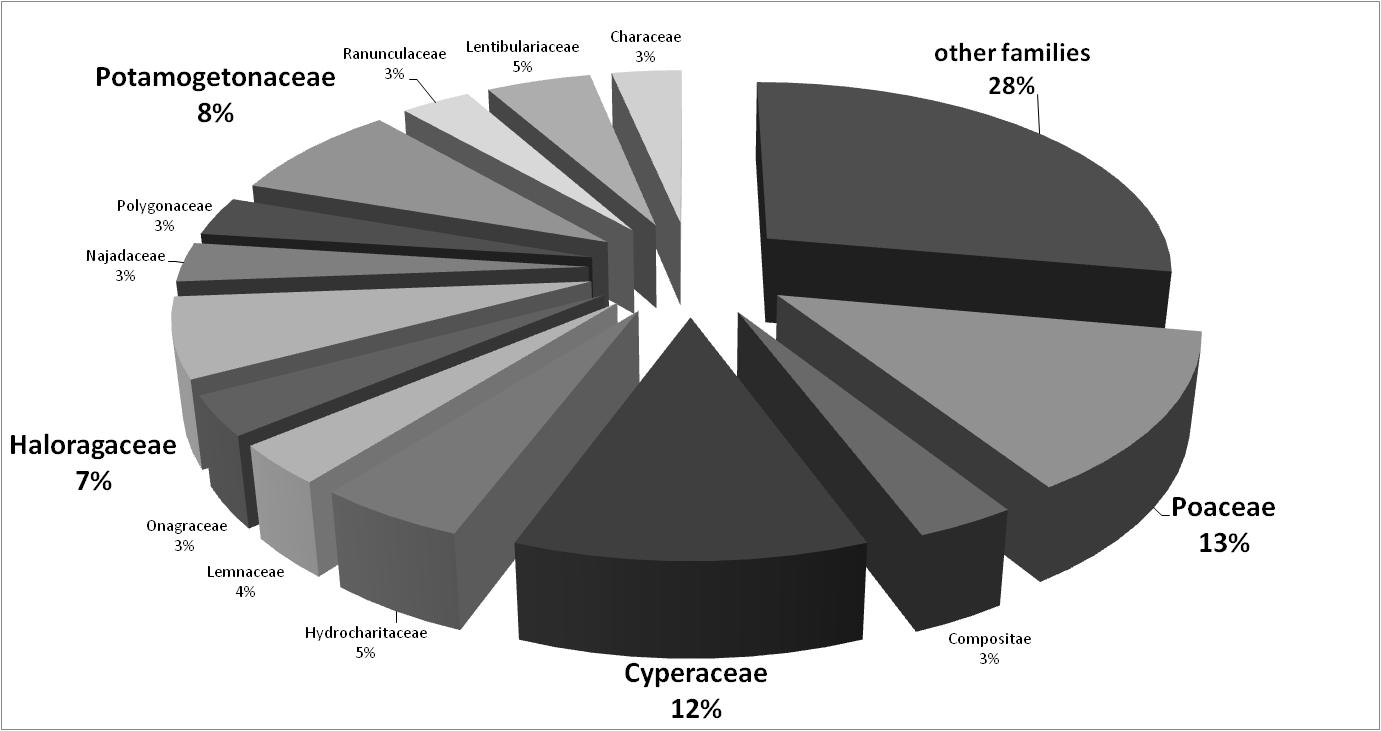 Characeae
3%
other families
28%
Poaceae
13%
Compositae
3%
Cyperaceae
12%
Hydrocharitaceae
5%
Lemnaceae
4%
Onagraceae
3%
Haloragaceae
7%
Najadaceae
3%
Polygonaceae
3%
Potamogetonaceae
8%
Ranunculaceae
3%
Lentibulariaceae
5%